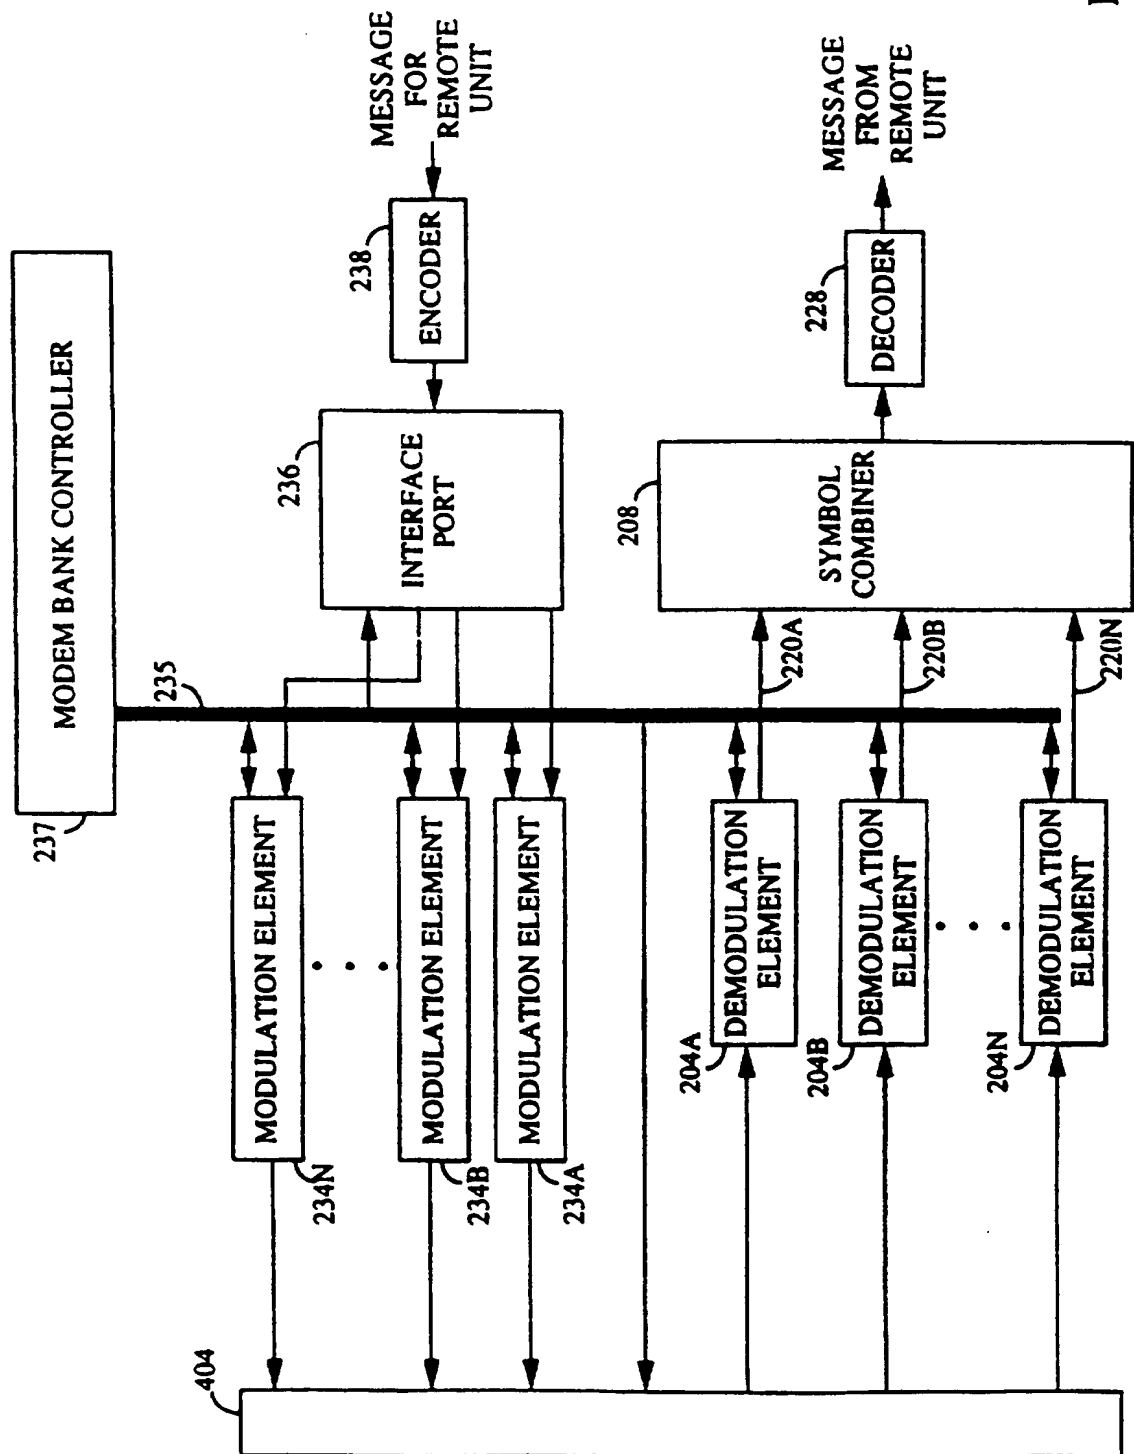 MODEM BANK CONTROLLER
237
235
MESSAGE
FOR
REMOTE
UNIT
238
ENCODER
236
INTERFACE
PORT
MODULATION ELEMENT
234N
MODULATION ELEMENT
234B
MODULATION ELEMENT
234A
404
MESSAGE
FROM
REMOTE
UNIT
228
DECODER
208
SYMBOL
COMBINER
220A
220B
220N
DEMODULATION
ELEMENT
204A
DEMODULATION
ELEMENT
204B
DEMODULATION
ELEMENT
204N